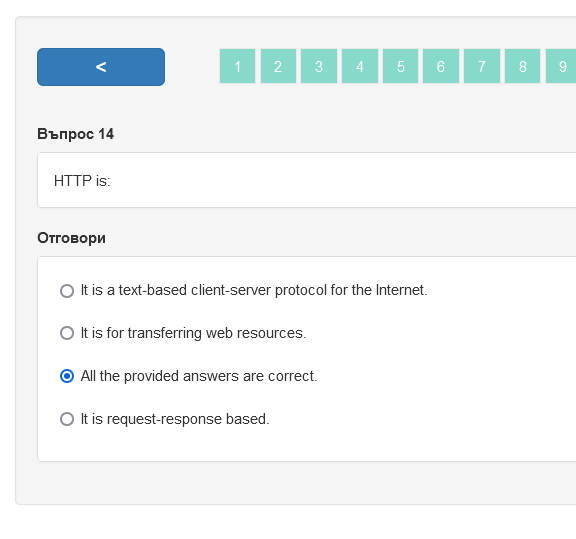 <
1 2 3 4 5 6 7 8 9
Въпрос 14
HTTP is:
Отговори
It is a text-based client-server protocol for the Internet.
It is for transferring web resources.
All the provided answers are correct.
It is request-response based.